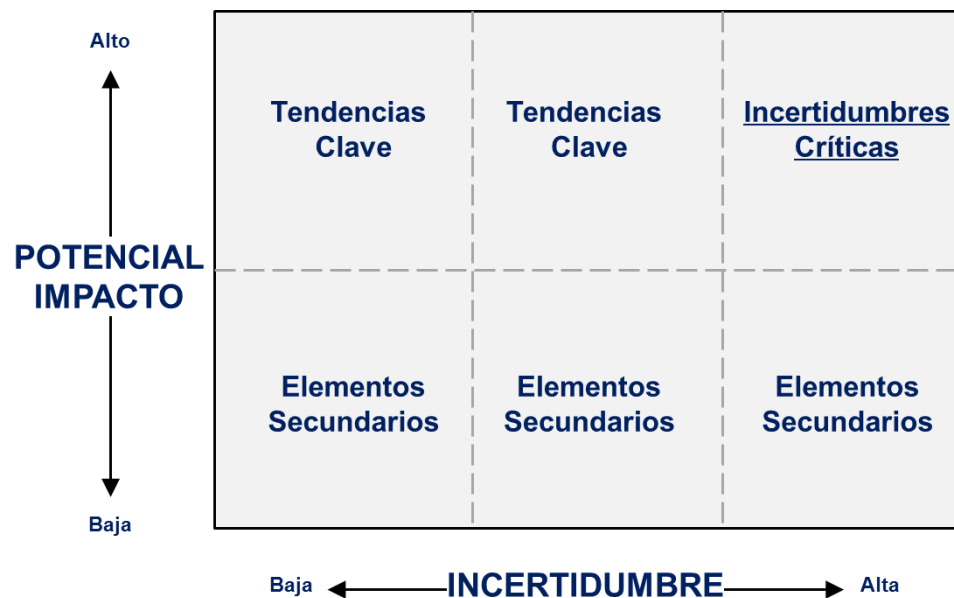 Alto
Tendencias
Clave
Tendencias
Clave
Incertidumbres
Críticas
POTENCIAL
IMPACTO
Elementos
Secundarios
Elementos
Secundarios
Elementos
Secundarios
Baja
Baja
INCERTIDUMBRE
Alta